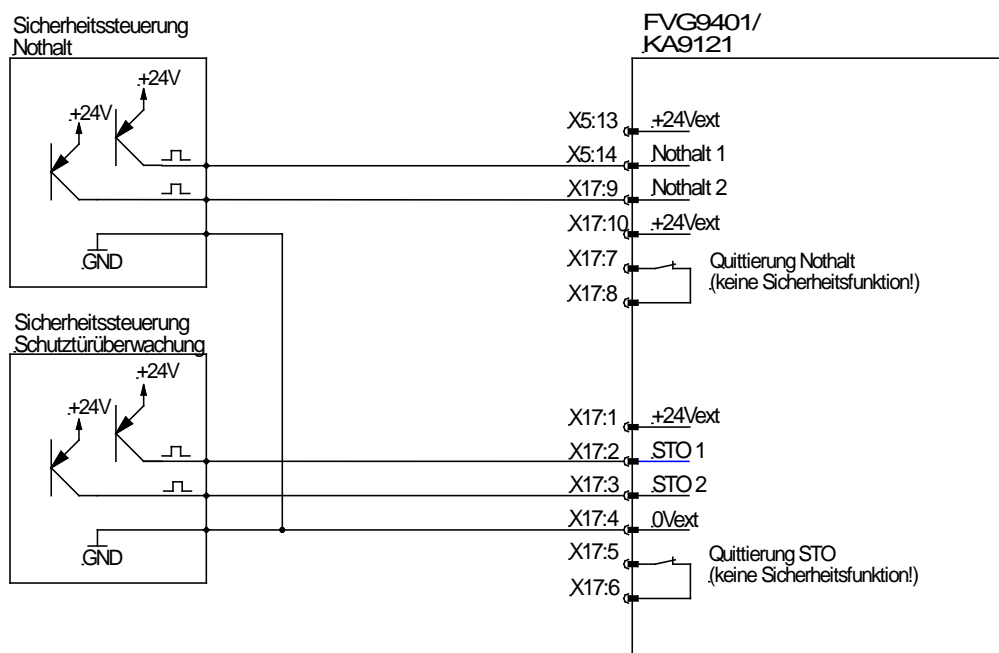 Sicherheitssteuerung
Nothalt
+24V
+24V
GND
Sicherheitssteuerung
Schutztürüberwachung
+24V
+24V
GND
FVG9401/
KA9121
X5:13 +24Vext
X5:14 Nothalt 1
X17:9 Nothalt 2
X17:10 +24Vext
X17:7
X17:8
Quittierung Nothalt
(keine Sicherheitsfunktion!)
X17:1 +24Vext
X17:2 STO 1
X17:3 STO 2
X17:4 0Vext
X17:5
X17:6
Quittierung STO
(keine Sicherheitsfunktion!)